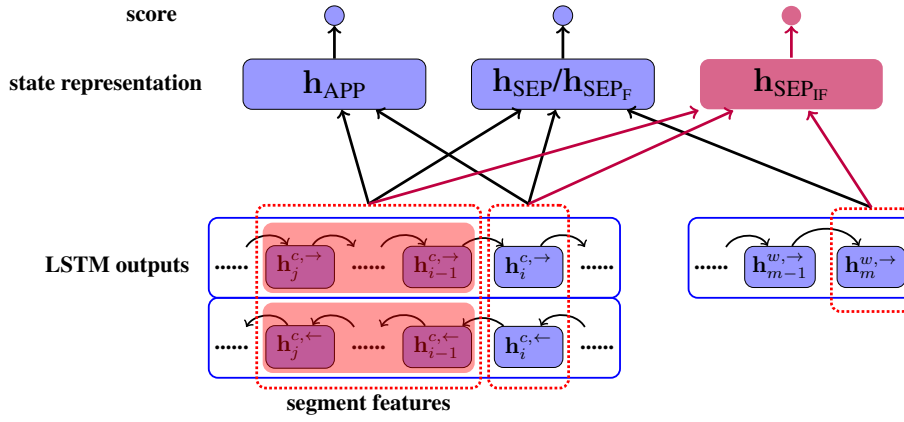 score
state representation h_APP h_SEP/h_SEP_F h_SEP_IF
LSTM outputs
...... h_j^{c,→} ...... h_{i-1}^{c,→} h_i^{c,→} ...... ...... h_{m-1}^{w,→} h_m^{w,→}
...... h_j^{c,←} ...... h_{i-1}^{c,←} h_i^{c,←} ......
segment features